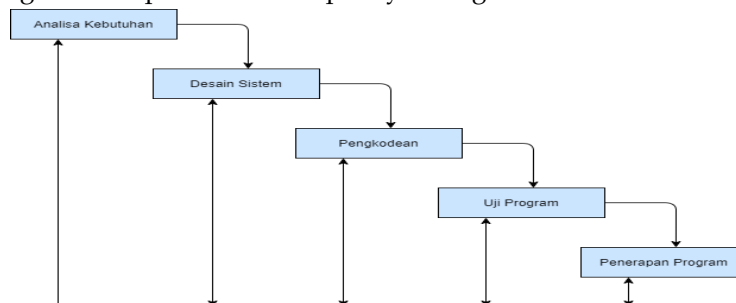 Analisa Kebutuhan
Desain Sistem
Pengkodean
Uji Program
Penerapan Program